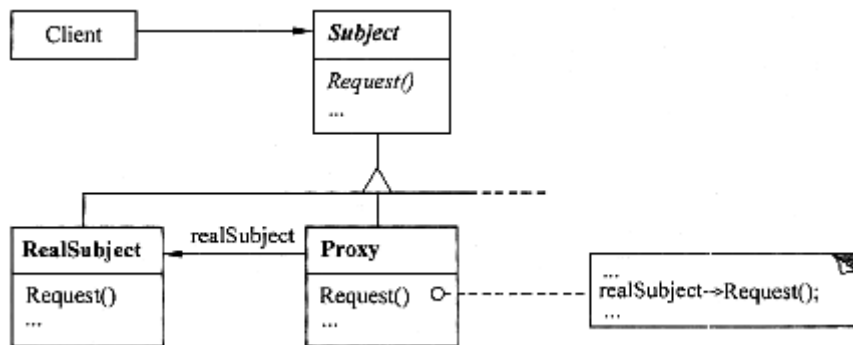 Client
Subject
Request()
...
RealSubject
Request()
...
realSubject
Proxy
Request()
...
...
realSubject->Request();
...